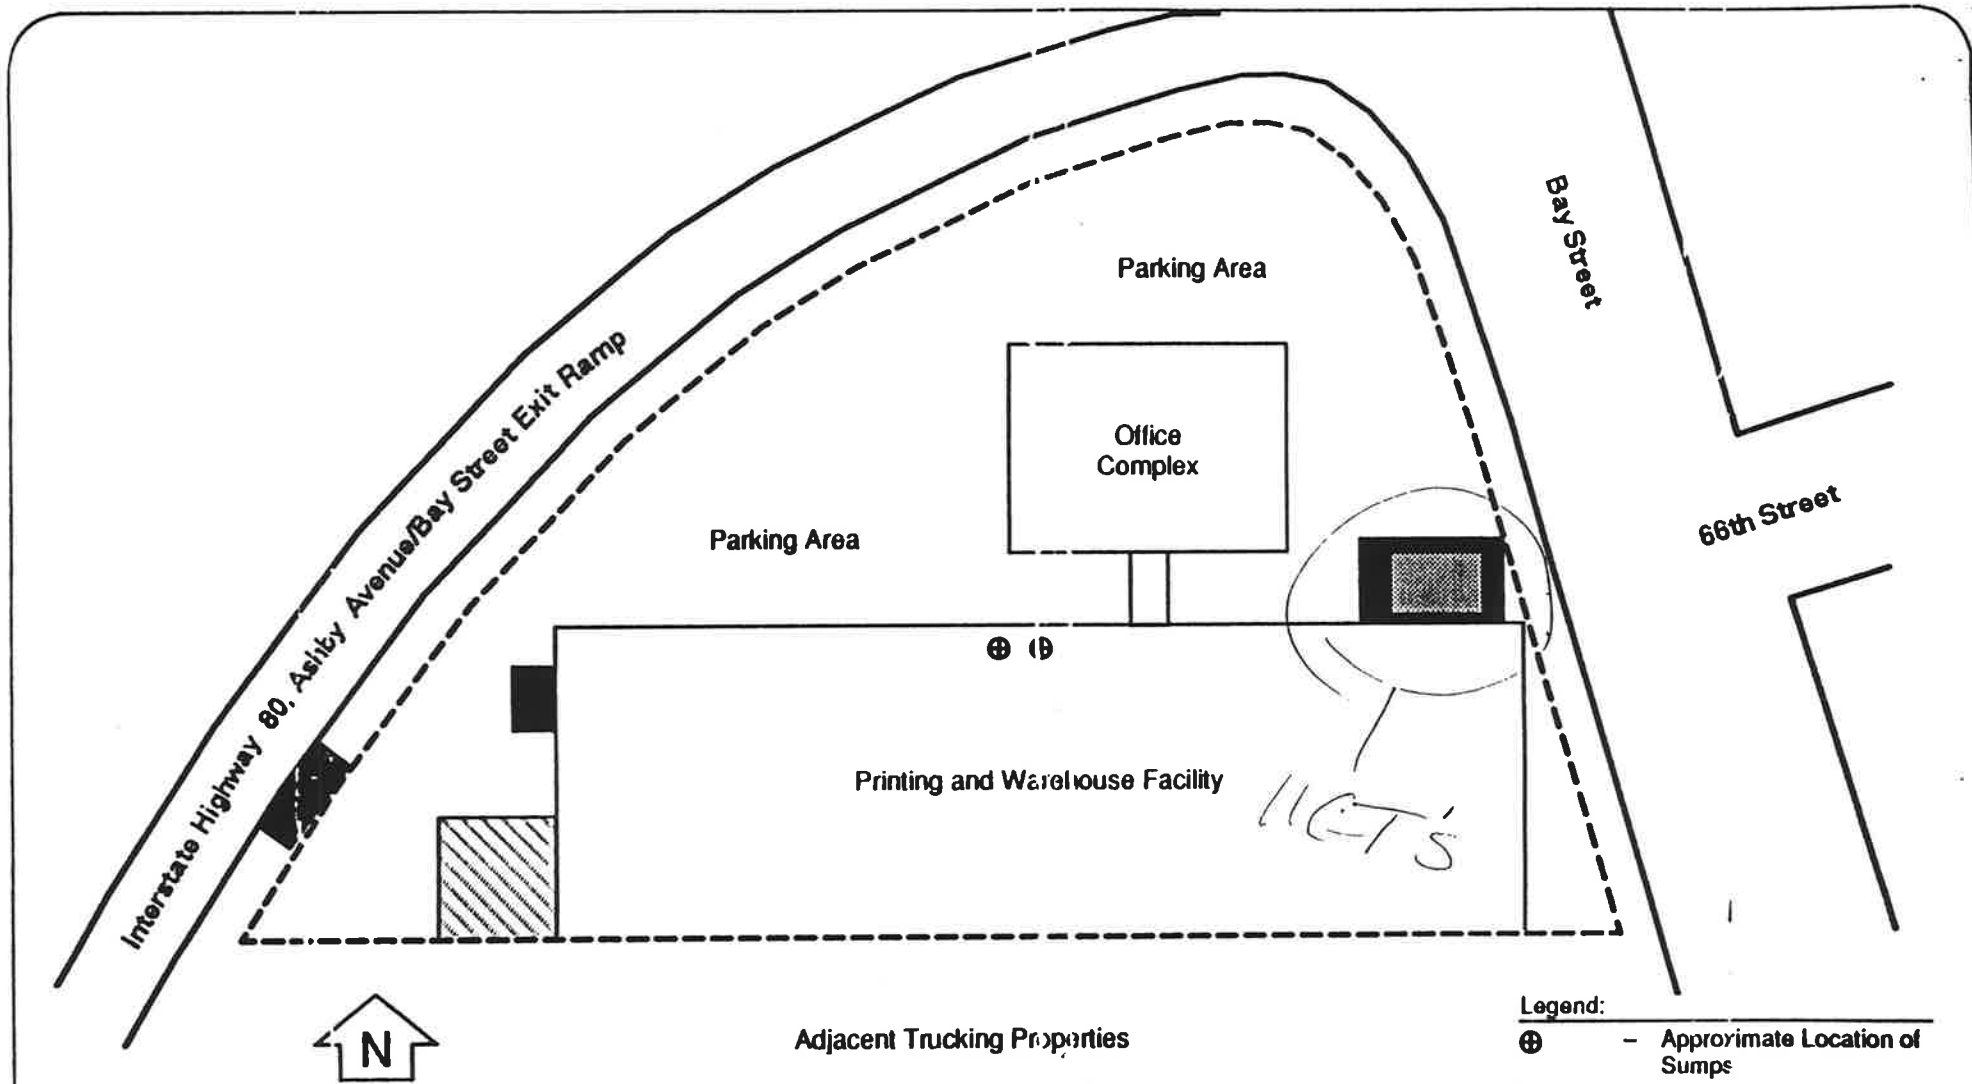 Bay Street
Parking Area
Interstate Highway 80, Ashby Avenue/Bay Street Exit Ramp
Office
Complex
66th Street
Parking Area
Printing and Warehouse Facility
N
Adjacent Trucking Properties
Legend:
– Approximate Location of
Sumps